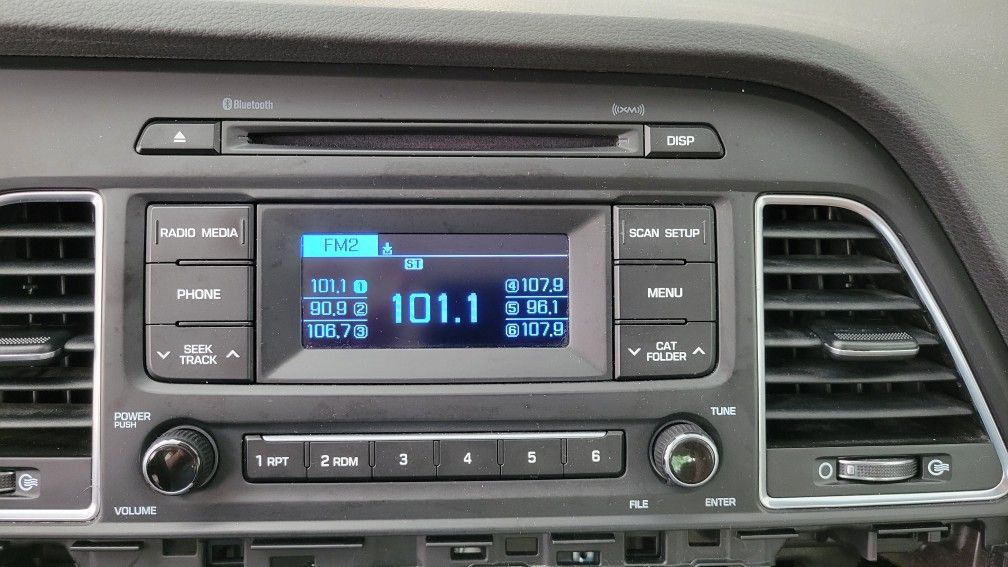 Bluetooth
((XM))
DISP
RADIO MEDIA
SCAN SETUP
FM2
ST
PHONE
MENU
101.1 1
90.9 2
106.7 3
101.1
4 107.9
5 96.1
6 107.9
SEEK
TRACK
CAT
FOLDER
POWER
PUSH
TUNE
1 RPT
2 RDM
3
4
5
6
VOLUME
FILE
ENTER